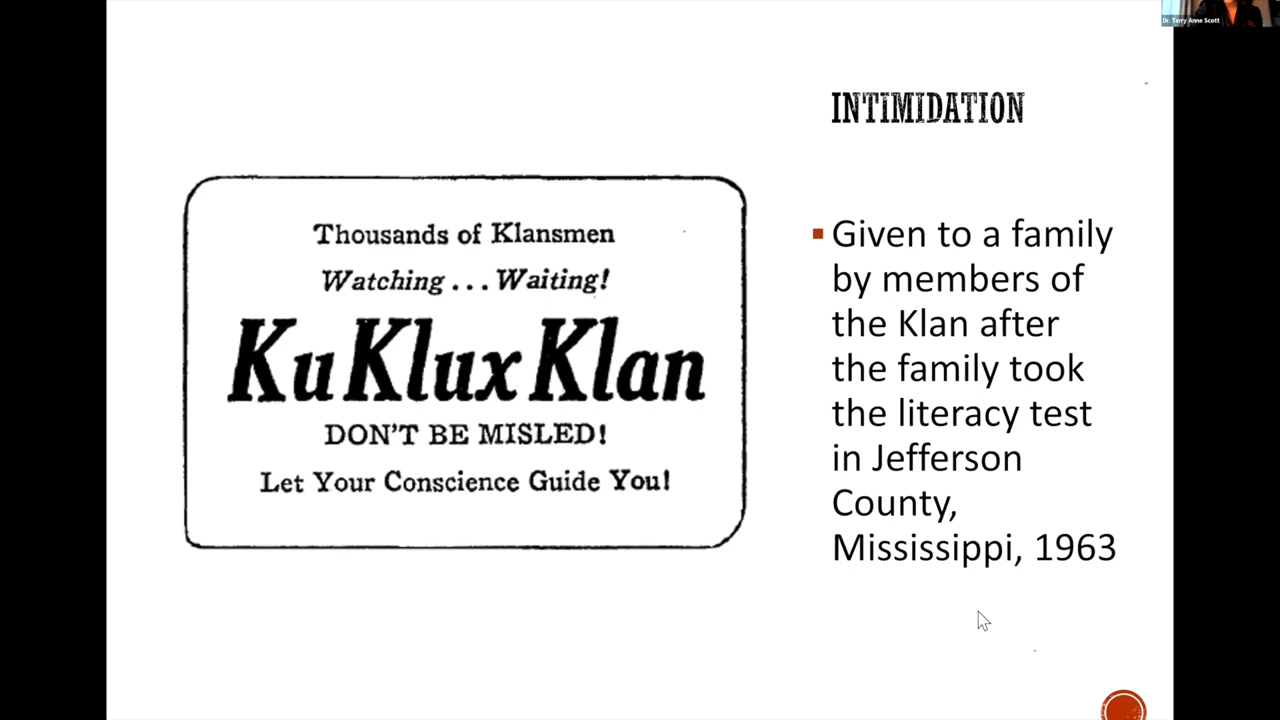 Dr. Terry Anne Scott
INTIMIDATION
Thousands of Klansmen
Watching . . . Waiting!
Ku Klux Klan
DON'T BE MISLED!
Let Your Conscience Guide You!
▪ Given to a family
by members of
the Klan after
the family took
the literacy test
in Jefferson
County,
Mississippi, 1963